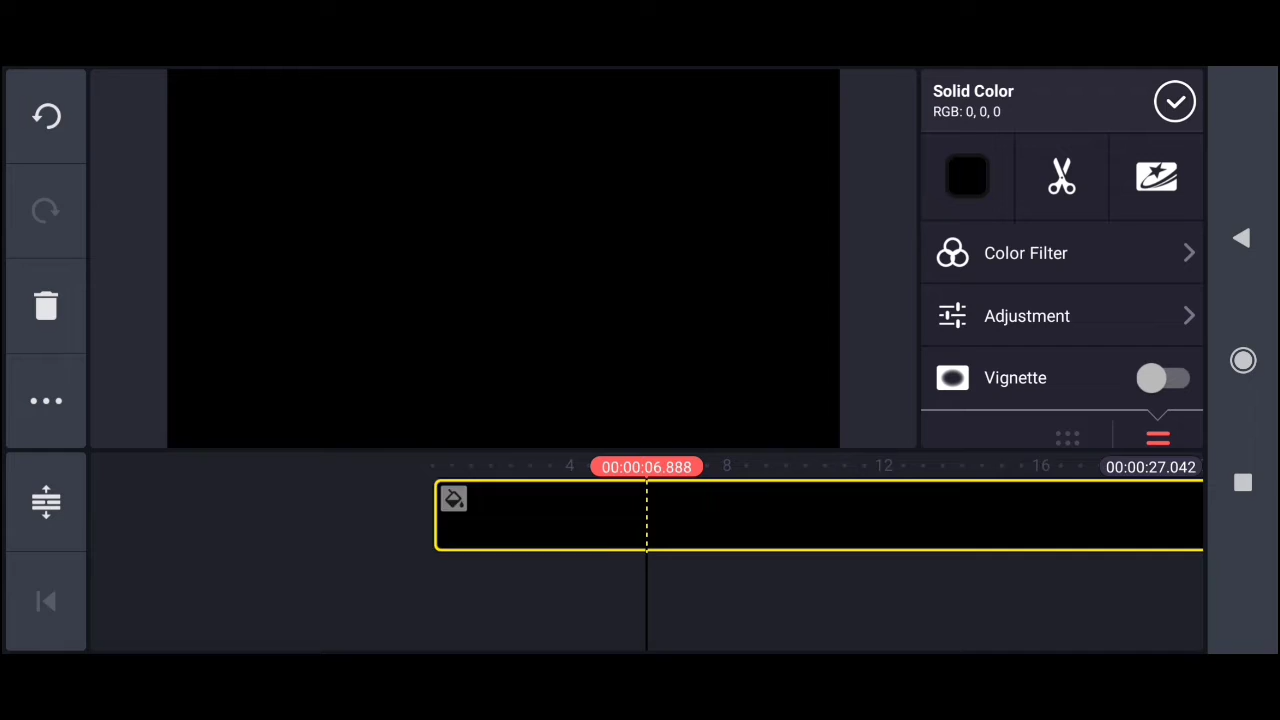 Solid Color
RGB: 0, 0, 0
Color Filter
Adjustment
Vignette
4
00:00:06.888
8
12
16
00:00:27.042